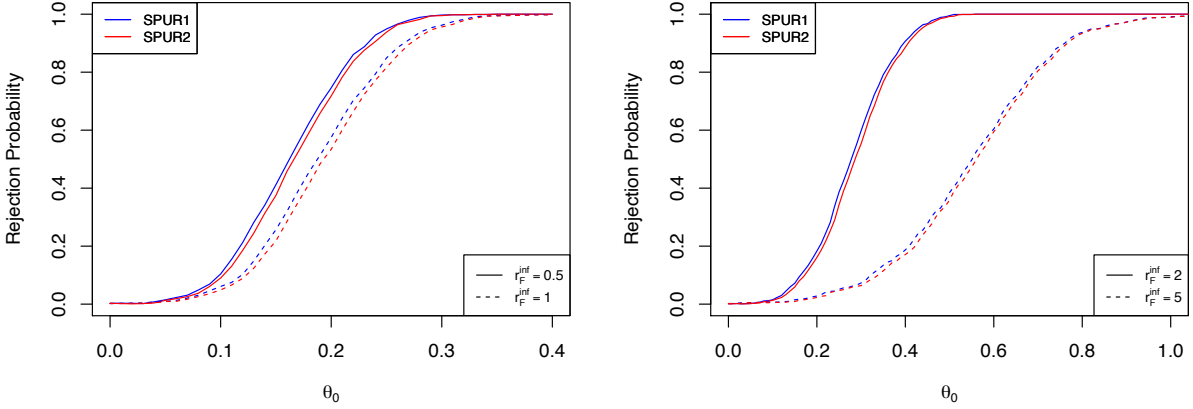 Rejection Probability
1.0
0.8
0.6
0.4
0.2
0.0
SPUR1
SPUR2
r_F^inf = 0.5
r_F^inf = 1
0.0 0.1 0.2 0.3 0.4
θ₀
Rejection Probability
1.0
0.8
0.6
0.4
0.2
0.0
SPUR1
SPUR2
r_F^inf = 2
r_F^inf = 5
0.0 0.2 0.4 0.6 0.8 1.0
θ₀